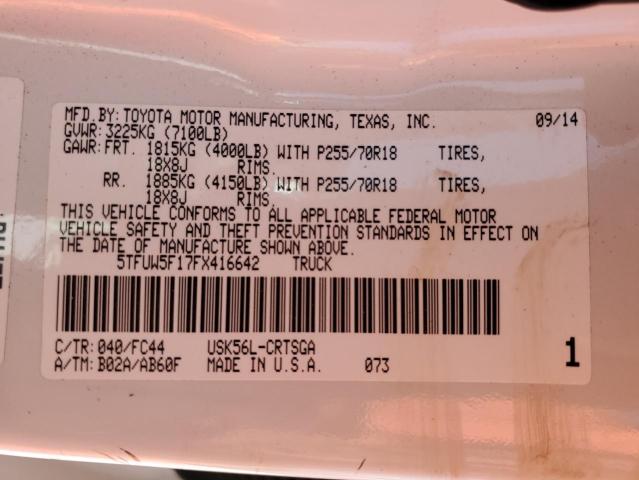 MFD.BY:TOYOTA MOTOR MANUFACTURING, TEXAS, INC. 09/14
GVWR:3225KG (7100LB)
GAWR:FRT. 1815KG (4000LB) WITH P255/70R18 TIRES,
18X8J RIMS.
RR. 1885KG (4150LB) WITH P255/70R18 TIRES,
18X8J RIMS.
THIS VEHICLE CONFORMS TO ALL APPLICABLE FEDERAL MOTOR
VEHICLE SAFETY AND THEFT PREVENTION STANDARDS IN EFFECT ON
THE DATE OF MANUFACTURE SHOWN ABOVE.
5TFUW5F17FX416642 TRUCK
C/TR:040/FC44 USK56L-CRTSGA
A/TM:B02A/AB60F MADE IN U.S.A. 073 1